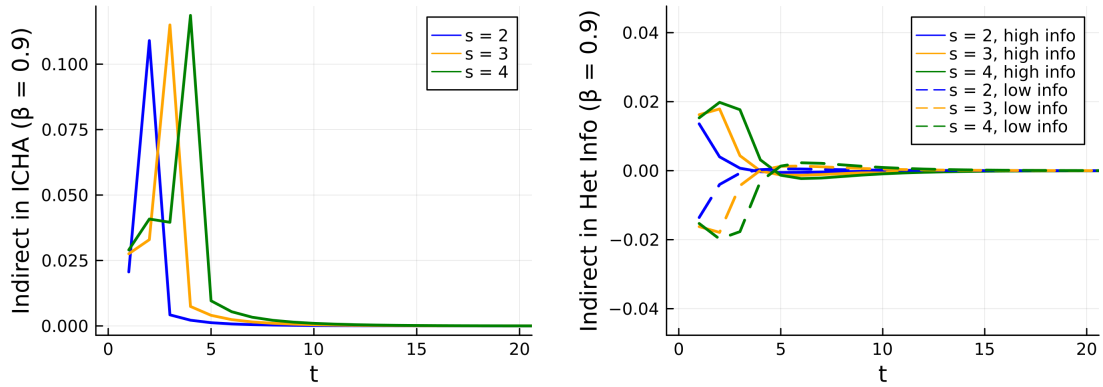 Indirect in ICHA (β = 0.9)
0.100
0.075
0.050
0.025
0.000
0
5
10
15
20
t
s = 2
s = 3
s = 4
Indirect in Het Info (β = 0.9)
0.04
0.02
0.00
−0.02
−0.04
0
5
10
15
20
t
s = 2, high info
s = 3, high info
s = 4, high info
s = 2, low info
s = 3, low info
s = 4, low info